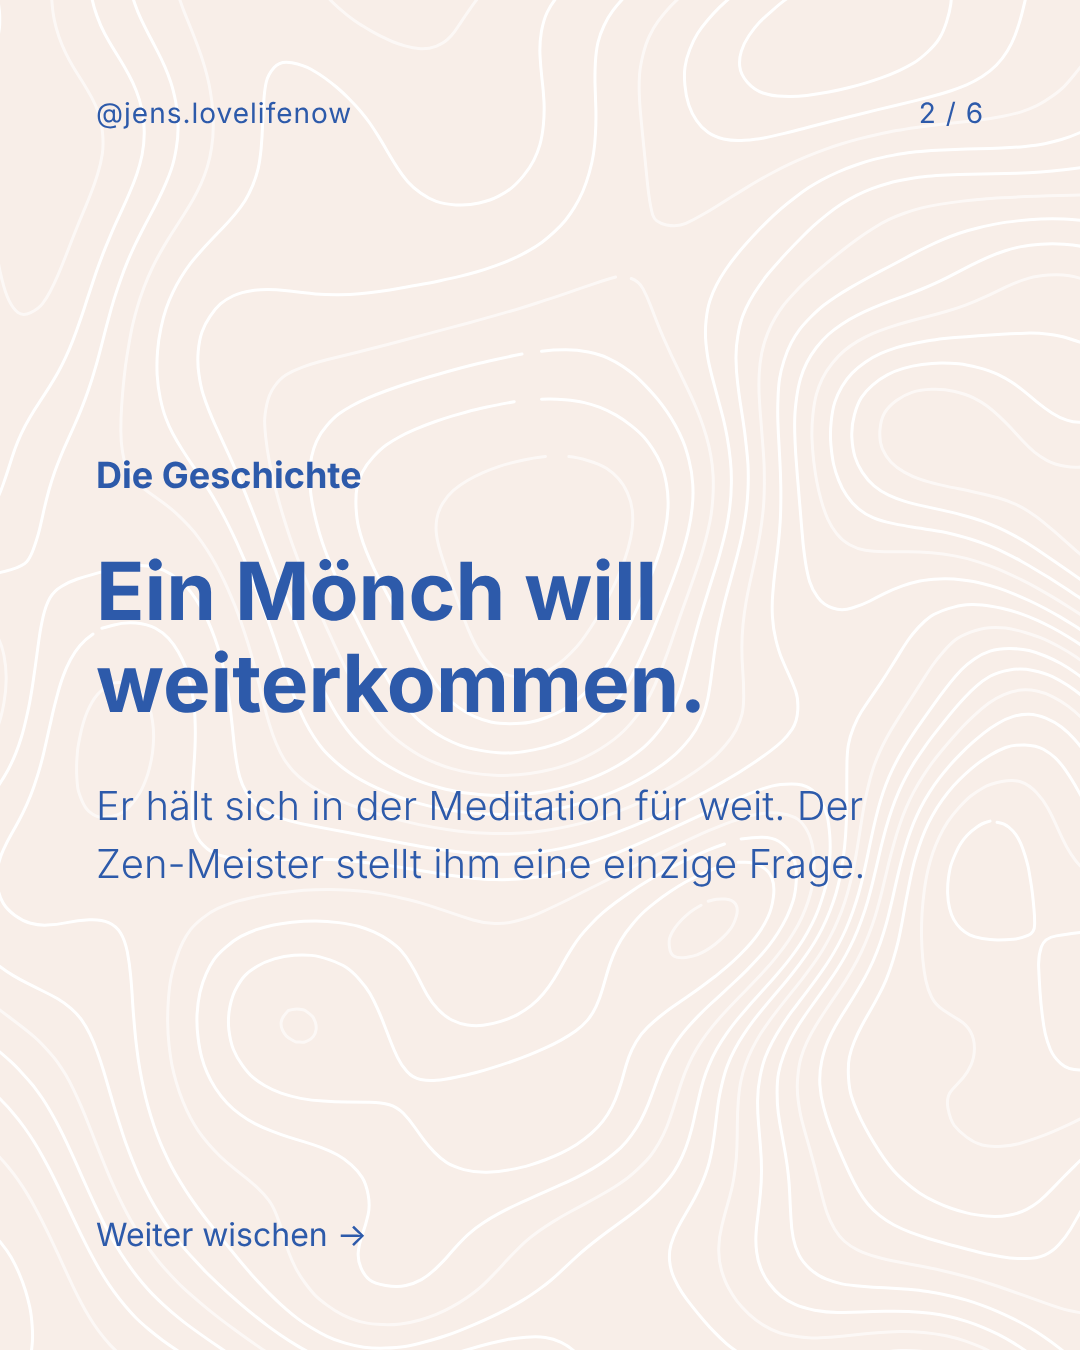 @jens.lovelifenow
2 / 6
Die Geschichte
Ein Mönch will
weiterkommen.
Er hält sich in der Meditation für weit. Der
Zen-Meister stellt ihm eine einzige Frage.
Weiter wischen →